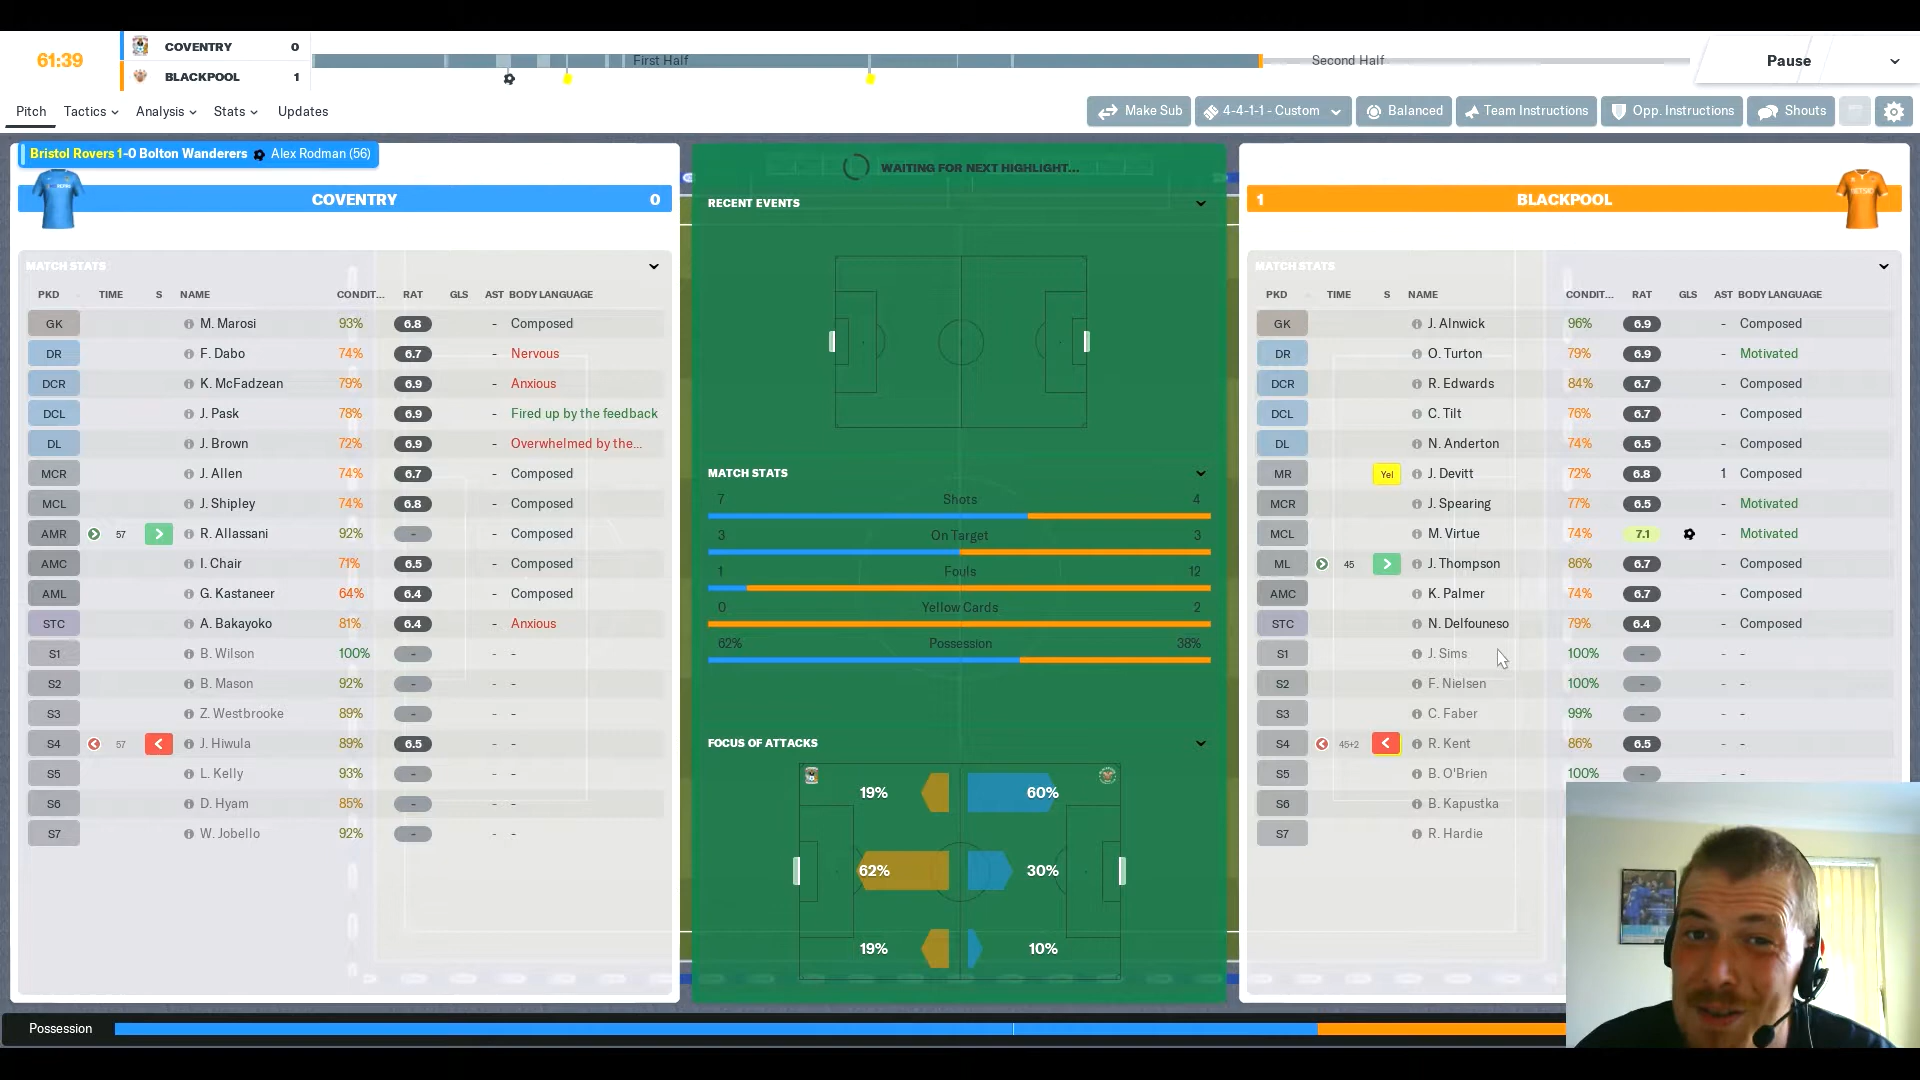 61:39
COVENTRY 0
BLACKPOOL 1
First Half
Second Half
Pause
Pitch Tactics Analysis Stats Updates
Make Sub 4-4-1-1 - Custom Balanced Team Instructions Opp. Instructions Shouts
Bristol Rovers 1-0 Bolton Wanderers Alex Rodman (56)
COVENTRY 0
MATCH STATS
PKD TIME S NAME CONDIT... RAT GLS AST BODY LANGUAGE
GK M. Marosi 93% 6.8 - Composed
DR F. Dabo 74% 6.7 - Nervous
DCR K. McFadzean 79% 6.9 - Anxious
DCL J. Pask 78% 6.9 - Fired up by the feedback
DL J. Brown 72% 6.9 - Overwhelmed by the...
MCR J. Allen 74% 6.7 - Composed
MCL J. Shipley 74% 6.8 - Composed
AMR 57 R. Allassani 92% - - Composed
AMC I. Chair 71% 6.5 - Composed
AML G. Kastaneer 64% 6.4 - Composed
STC A. Bakayoko 81% 6.4 - Anxious
S1 B. Wilson 100% - - -
S2 B. Mason 92% - - -
S3 Z. Westbrooke 89% - - -
S4 57 J. Hiwula 89% 6.5 - -
S5 L. Kelly 93% - - -
S6 D. Hyam 85% - - -
S7 W. Jobello 92% - - -
WAITING FOR NEXT HIGHLIGHT...
RECENT EVENTS
MATCH STATS
7 Shots 4
3 On Target 3
1 Fouls 12
0 Yellow Cards 2
62% Possession 38%
FOCUS OF ATTACKS
19% 60%
62% 30%
19% 10%
1 BLACKPOOL
BETSID
MATCH STATS
PKD TIME S NAME CONDIT... RAT GLS AST BODY LANGUAGE
GK J. Alnwick 96% 6.9 - Composed
DR O. Turton 79% 6.9 - Motivated
DCR R. Edwards 84% 6.7 - Composed
DCL C. Tilt 76% 6.7 - Composed
DL N. Anderton 74% 6.5 - Composed
MR Yel J. Devitt 72% 6.8 1 Composed
MCR J. Spearing 77% 6.5 - Motivated
MCL M. Virtue 74% 7.1 - Motivated
ML 45 J. Thompson 86% 6.7 - Composed
AMC K. Palmer 74% 6.7 - Composed
STC N. Delfouneso 79% 6.4 - Composed
S1 J. Sims 100% - - -
S2 F. Nielsen 100% - - -
S3 C. Faber 99% - - -
S4 45+2 R. Kent 86% 6.5 - -
S5 B. O'Brien 100% - - -
S6 B. Kapustka
S7 R. Hardie
Possession